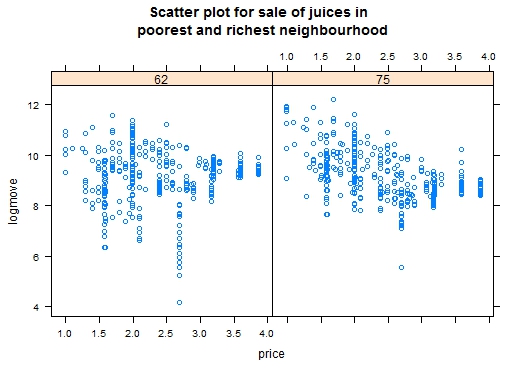 Scatter plot for sale of juices in
poorest and richest neighbourhood
1.0 1.5 2.0 2.5 3.0 3.5 4.0
62 75
12
10
8
6
4
logmove
1.0 1.5 2.0 2.5 3.0 3.5 4.0
price